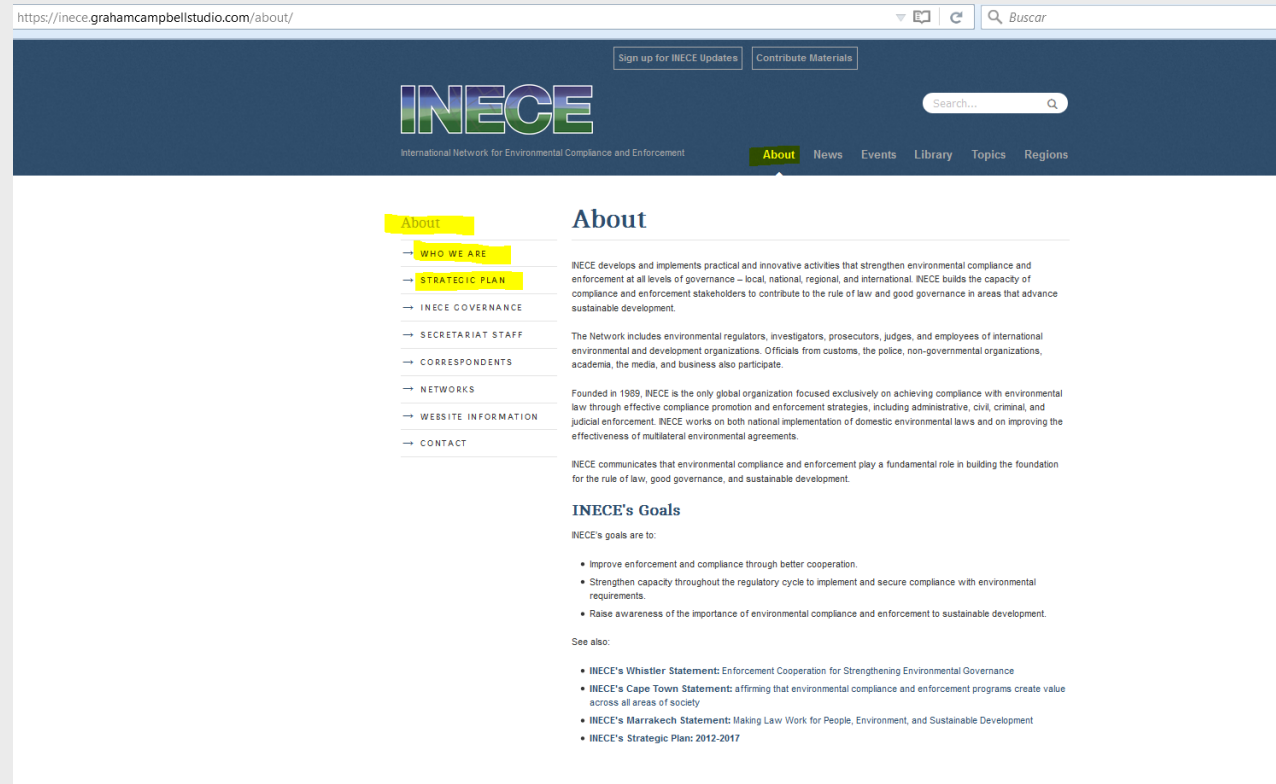 https://inece.grahamcampbellstudio.com/about/
Buscar
Sign up for INECE Updates
Contribute Materials
INECE
Search...
International Network for Environmental Compliance and Enforcement
About News Events Library Topics Regions
About
→ WHO WE ARE
→ STRATEGIC PLAN
→ INECE GOVERNANCE
→ SECRETARIAT STAFF
→ CORRESPONDENTS
→ NETWORKS
→ WEBSITE INFORMATION
→ CONTACT
About
INECE develops and implements practical and innovative activities that strengthen environmental compliance and
enforcement at all levels of governance – local, national, regional, and international. INECE builds the capacity of
compliance and enforcement stakeholders to contribute to the rule of law and good governance in areas that advance
sustainable development.
The Network includes environmental regulators, investigators, prosecutors, judges, and employees of international
environmental and development organizations. Officials from customs, the police, non-governmental organizations,
academia, the media, and business also participate.
Founded in 1989, INECE is the only global organization focused exclusively on achieving compliance with environmental
law through effective compliance promotion and enforcement strategies, including administrative, civil, criminal, and
judicial enforcement. INECE works on both national implementation of domestic environmental laws and on improving the
effectiveness of multilateral environmental agreements.
INECE communicates that environmental compliance and enforcement play a fundamental role in building the foundation
for the rule of law, good governance, and sustainable development.
INECE's Goals
INECE's goals are to:
• Improve enforcement and compliance through better cooperation.
• Strengthen capacity throughout the regulatory cycle to implement and secure compliance with environmental
requirements.
• Raise awareness of the importance of environmental compliance and enforcement to sustainable development.
See also:
• INECE's Whistler Statement: Enforcement Cooperation for Strengthening Environmental Governance
• INECE's Cape Town Statement: affirming that environmental compliance and enforcement programs create value
across all areas of society
• INECE's Marrakech Statement: Making Law Work for People, Environment, and Sustainable Development
• INECE's Strategic Plan: 2012-2017